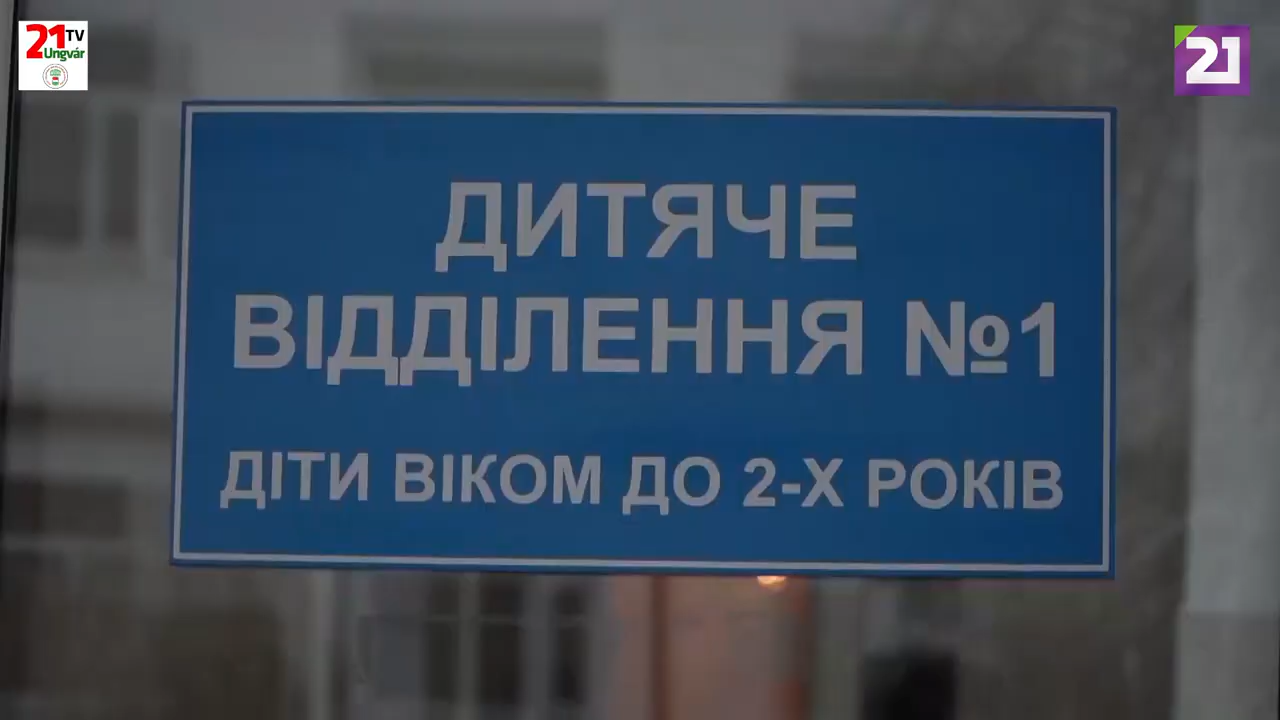 21 TV
Ungvár
21
ДИТЯЧЕ
ВІДДІЛЕННЯ №1
ДІТИ ВІКОМ ДО 2-Х РОКІВ